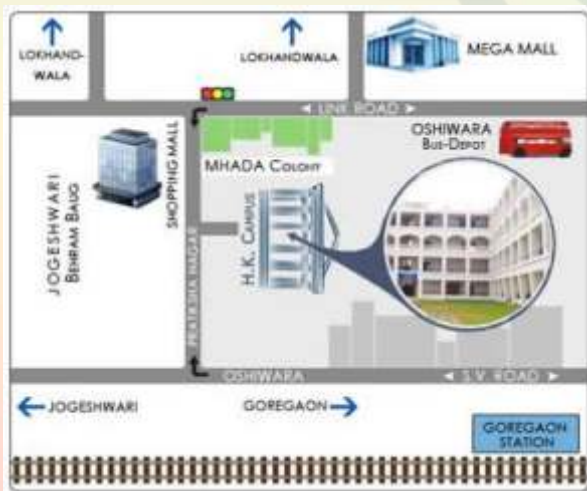 LOKHAND-
WALA
LOKHANDWALA
MEGA MALL
◄ LINK ROAD ►
OSHIWARA
BUS-DEPOT
SHOPPING MALL
MHADA COLONY
JOGESHWARI
BEHRAM BAUG
H.K. CAMPUS
PRATIKSHA NAGAR
OSHIWARA
◄ S.V. ROAD ►
JOGESHWARI
GOREGAON
GOREGAON
STATION